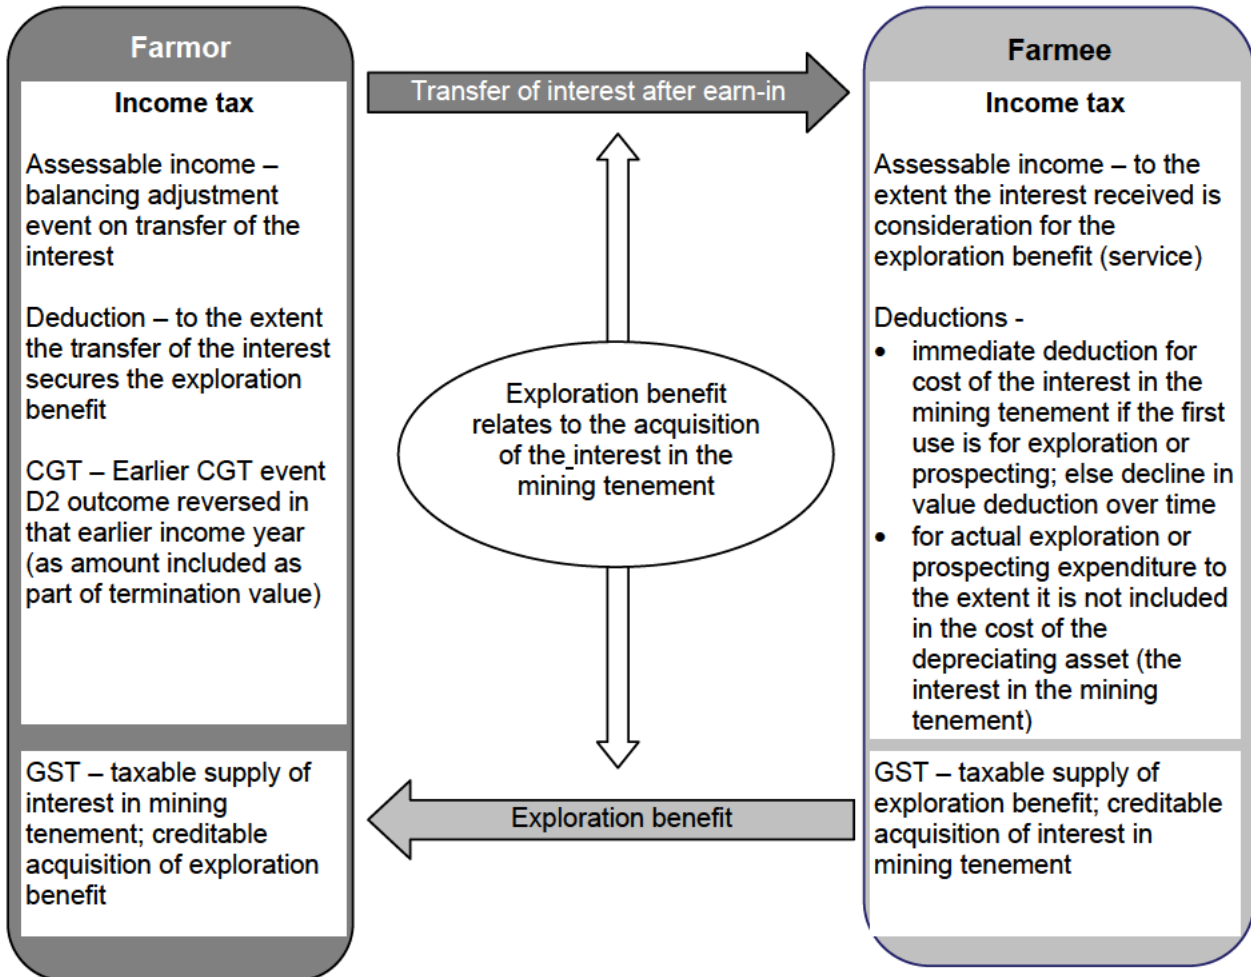 Farmor
Income tax
Assessable income –
balancing adjustment
event on transfer of the
interest
Deduction – to the extent
the transfer of the interest
secures the exploration
benefit
CGT – Earlier CGT event
D2 outcome reversed in
that earlier income year
(as amount included as
part of termination value)
GST – taxable supply of
interest in mining
tenement; creditable
acquisition of exploration
benefit
Transfer of interest after earn-in
Exploration benefit
relates to the acquisition
of the interest in the
mining tenement
Exploration benefit
Farmee
Income tax
Assessable income – to the
extent the interest received is
consideration for the
exploration benefit (service)
Deductions -
• immediate deduction for
cost of the interest in the
mining tenement if the first
use is for exploration or
prospecting; else decline in
value deduction over time
• for actual exploration or
prospecting expenditure to
the extent it is not included
in the cost of the
depreciating asset (the
interest in the mining
tenement)
GST – taxable supply of
exploration benefit; creditable
acquisition of interest in
mining tenement